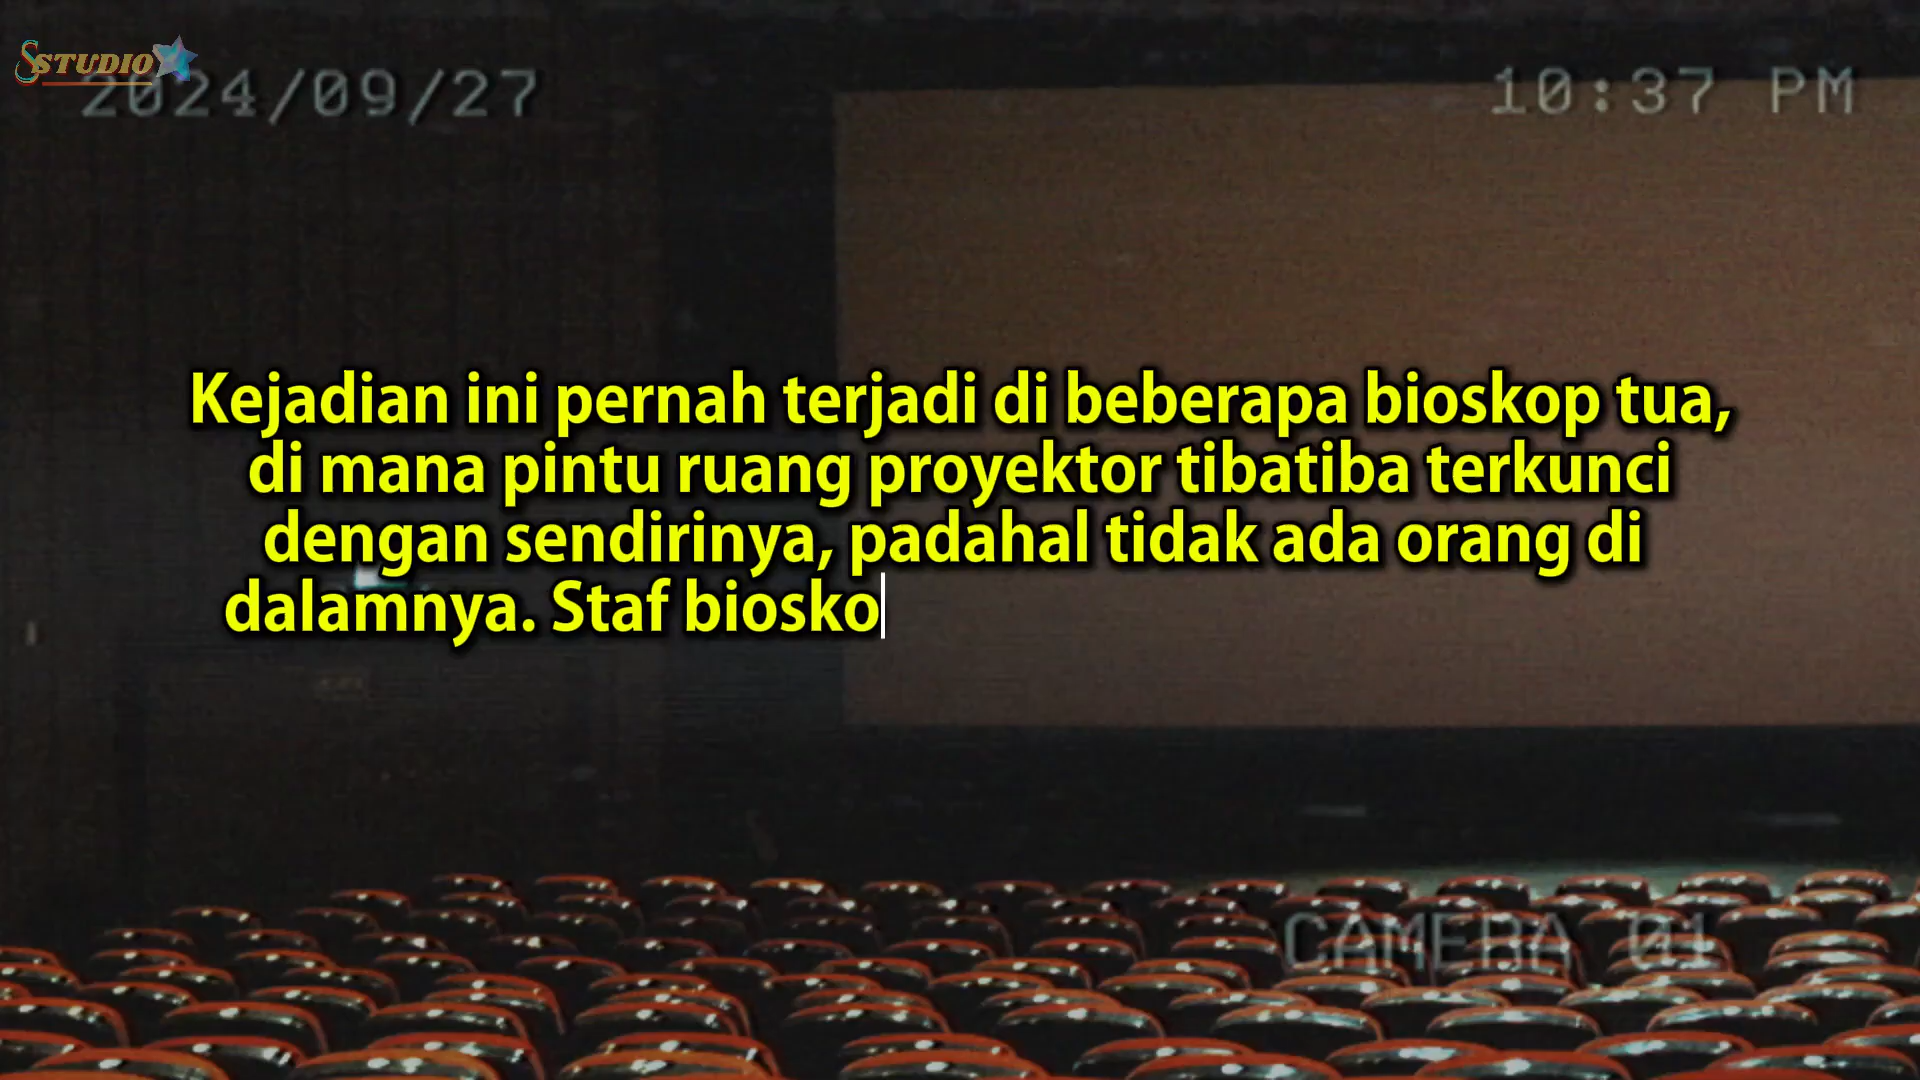 SSTUDIO
2024/09/27
10:37 PM
Kejadian ini pernah terjadi di beberapa bioskop tua,
di mana pintu ruang proyektor tibatiba terkunci
dengan sendirinya, padahal tidak ada orang di
dalamnya. Staf biosko
CAMERA 01